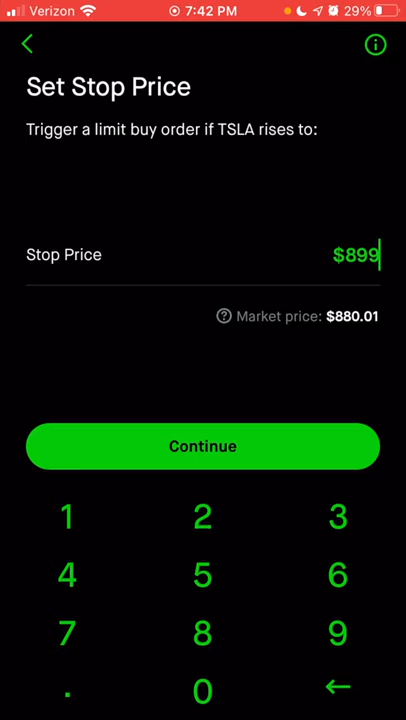 Verizon 7:42 PM 29%
Set Stop Price
Trigger a limit buy order if TSLA rises to:
Stop Price $899
Market price: $880.01
Continue
1 2 3
4 5 6
7 8 9
. 0